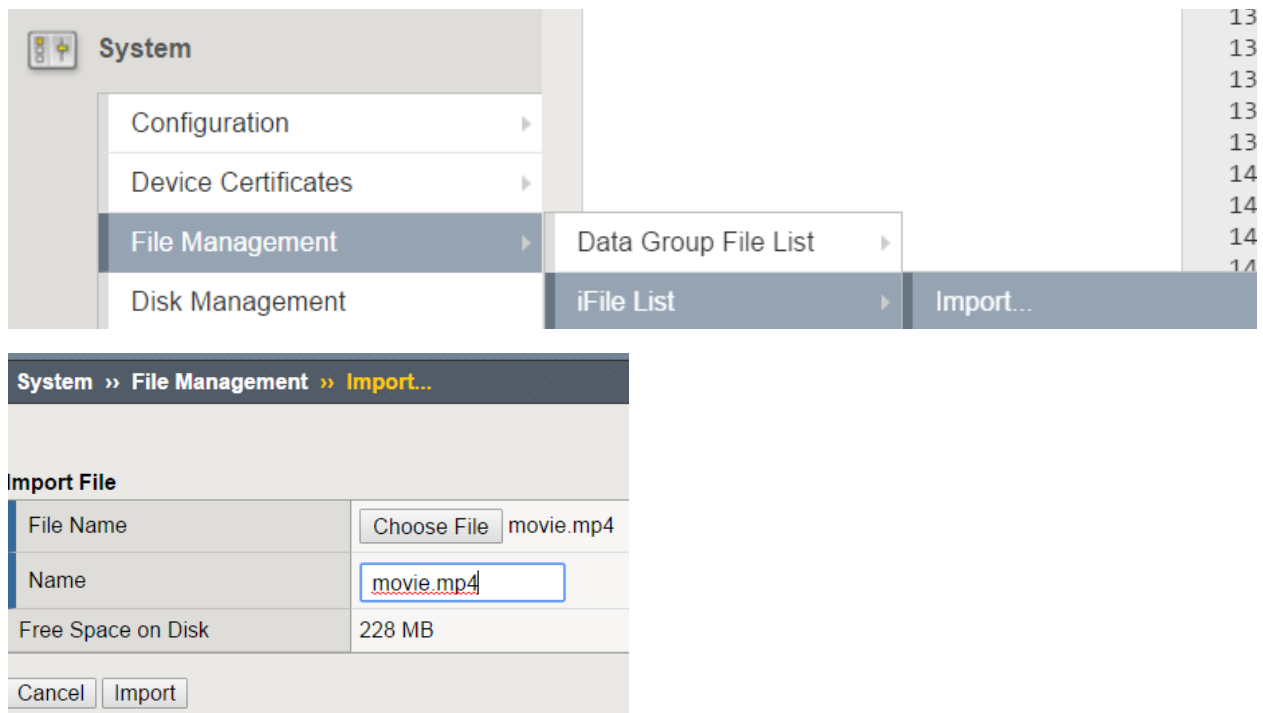 System
Configuration
Device Certificates
File Management
Disk Management
Data Group File List
iFile List
Import...
13
13
13
13
13
14
14
14
14
System ›› File Management ›› Import...
Import File
File Name
Choose File movie.mp4
Name
movie.mp4
Free Space on Disk
228 MB
Cancel
Import